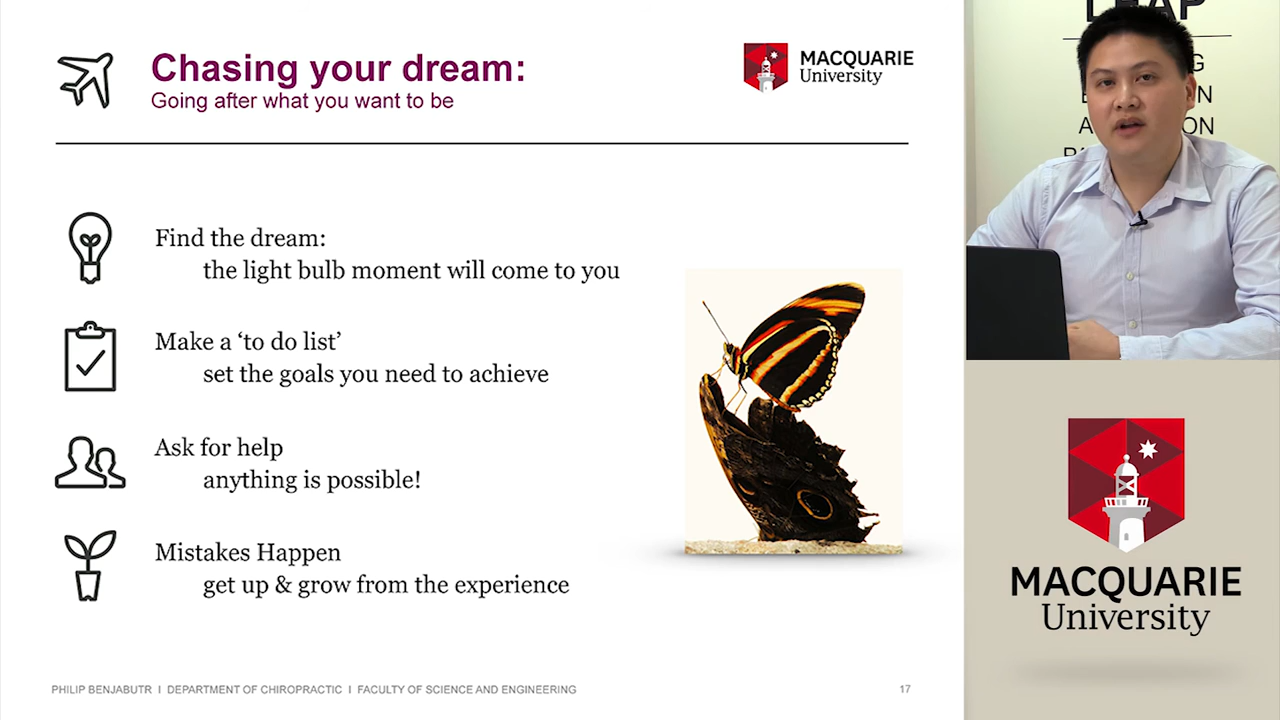 Chasing your dream:
Going after what you want to be
MACQUARIE
University
Find the dream:
the light bulb moment will come to you
Make a ‘to do list’
set the goals you need to achieve
Ask for help
anything is possible!
Mistakes Happen
get up & grow from the experience
PHILIP BENJABUTR I DEPARTMENT OF CHIROPRACTIC I FACULTY OF SCIENCE AND ENGINEERING
17
MACQUARIE
University